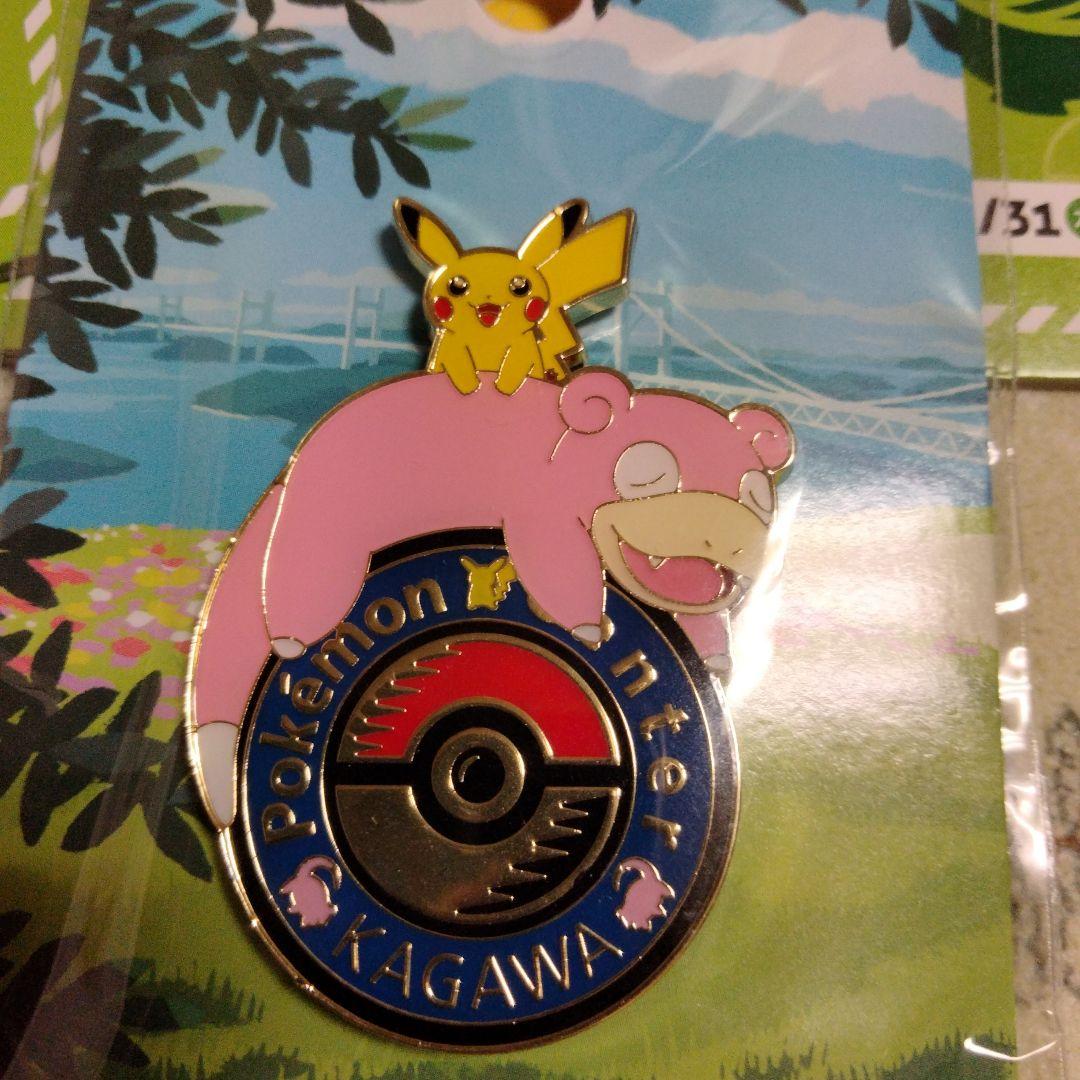 /31
Pokémon
nter
KAGAWA